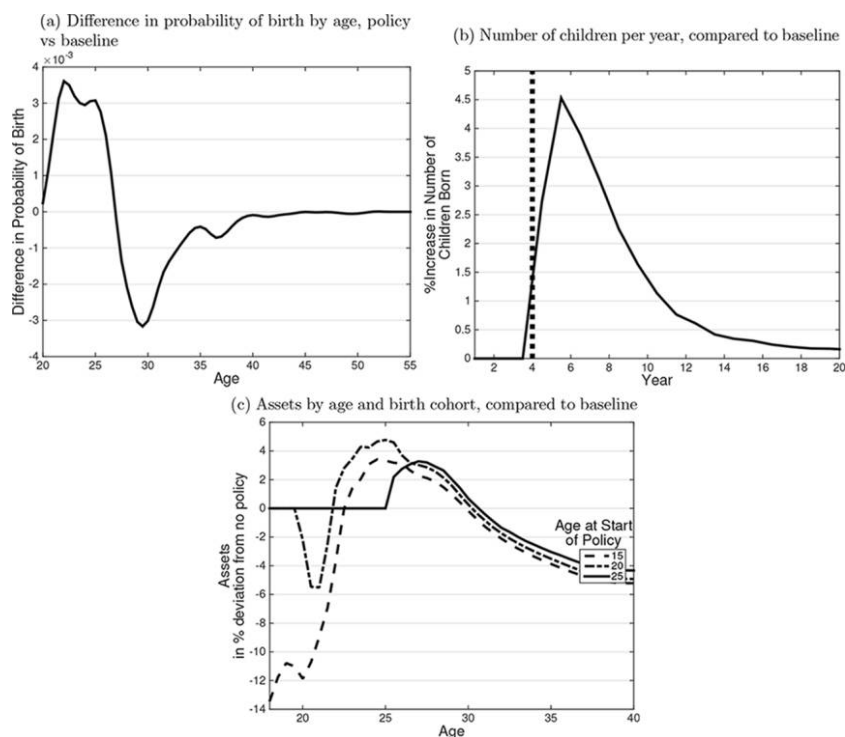 (a) Difference in probability of birth by age, policy
vs baseline
×10⁻³
4
3
2
1
0
-1
-2
-3
-4
Difference in Probability of Birth
20 25 30 35 40 45 50 55
Age
(b) Number of children per year, compared to baseline
5
4.5
4
3.5
3
2.5
2
1.5
1
0.5
0
%Increase in Number of
Children Born
2 4 6 8 10 12 14 16 18 20
Year
(c) Assets by age and birth cohort, compared to baseline
6
4
2
0
-2
-4
-6
-8
-10
-12
-14
Assets
in % deviation from no policy
20 25 30 35 40
Age
Age at Start
of Policy
15
20
25